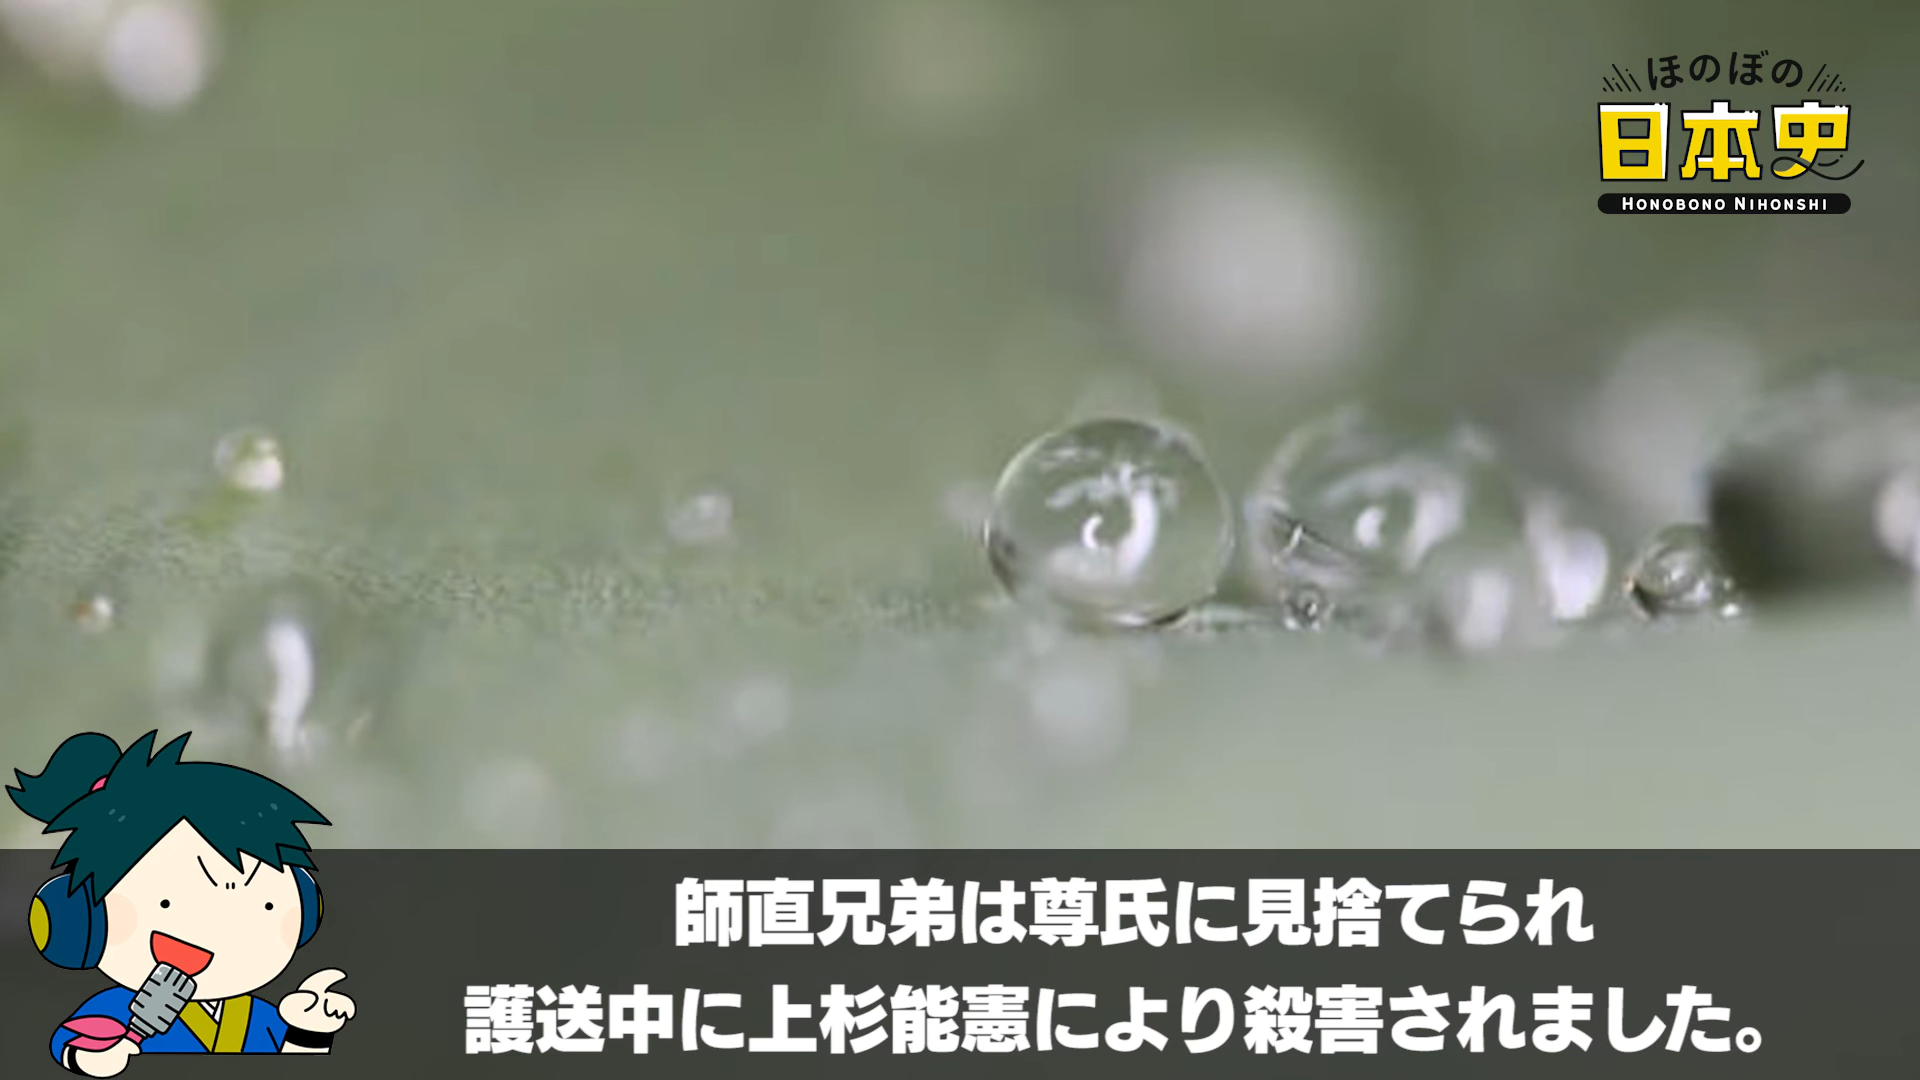 ほのぼの
日本史
HONOBONO NIHONSHI
師直兄弟は尊氏に見捨てられ
護送中に上杉能憲により殺害されました。